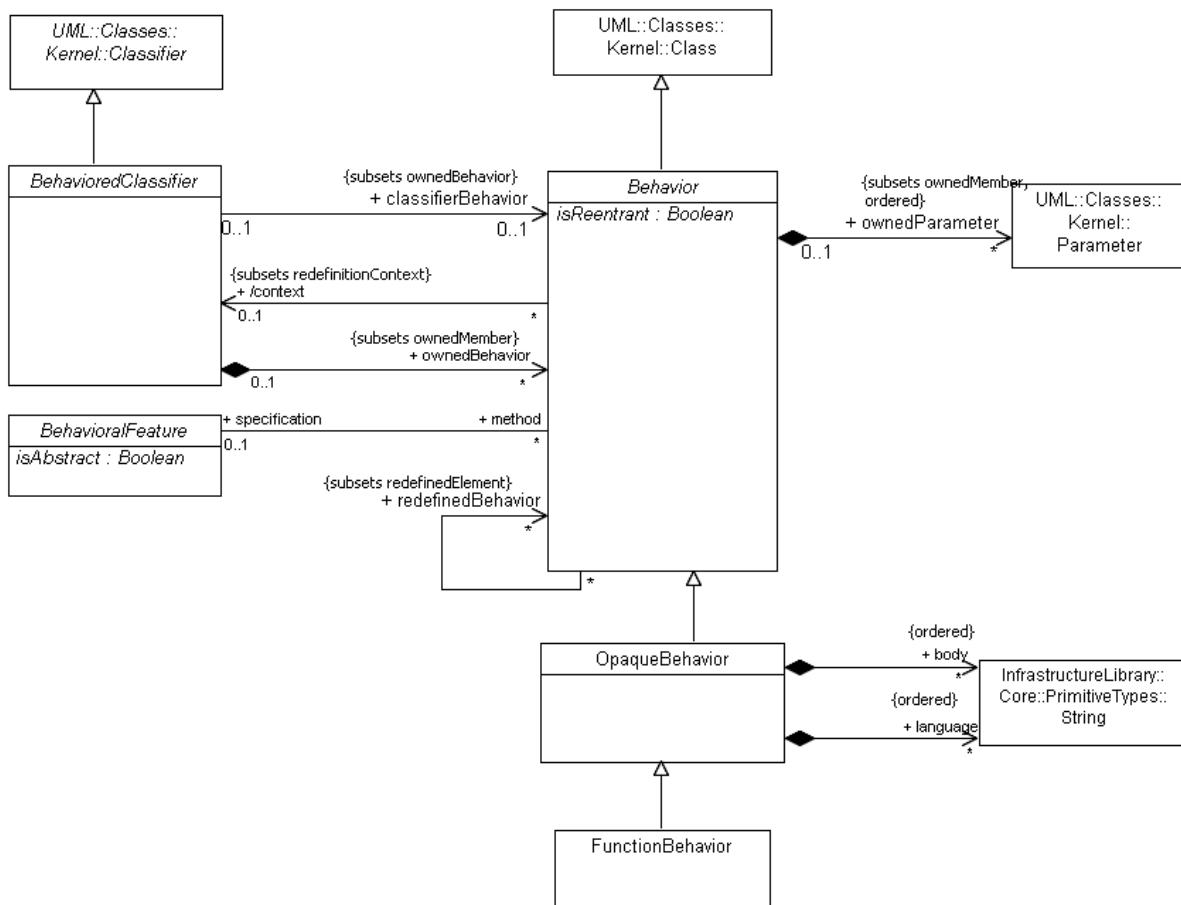 UML::Classes::
Kernel::Classifier
UML::Classes::
Kernel::Class
BehavioredClassifier
{subsets ownedBehavior}
+ classifierBehavior
0..1
0..1
Behavior
isReentrant : Boolean
{subsets ownedMember,
ordered}
+ ownedParameter
0..1
*
UML::Classes::
Kernel::
Parameter
{subsets redefinitionContext}
+ /context
0..1
*
{subsets ownedMember}
+ ownedBehavior
0..1
*
BehavioralFeature
isAbstract : Boolean
+ specification
0..1
+ method
*
{subsets redefinedElement}
+ redefinedBehavior
*
*
OpaqueBehavior
{ordered}
+ body
*
{ordered}
+ language
*
InfrastructureLibrary::
Core::PrimitiveTypes::
String
FunctionBehavior